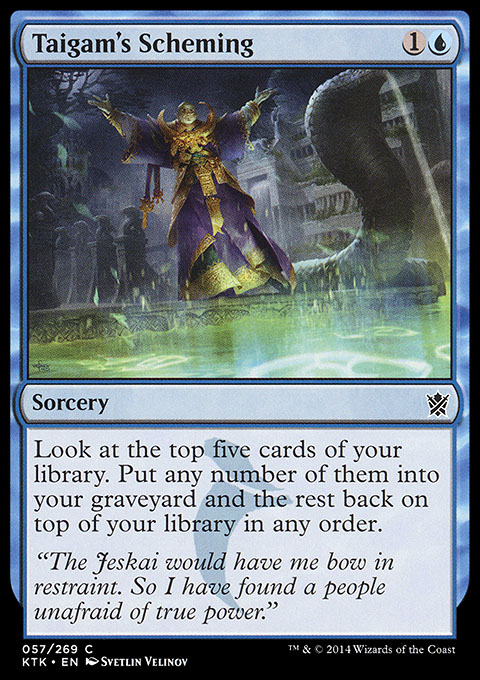 Taigam's Scheming 1
Sorcery
Look at the top five cards of your
library. Put any number of them into
your graveyard and the rest back on
top of your library in any order.
"The Jeskai would have me bow in
restraint. So I have found a people
unafraid of true power."
057/269 C
KTK • EN Svetlin Velinov
™ & © 2014 Wizards of the Coast